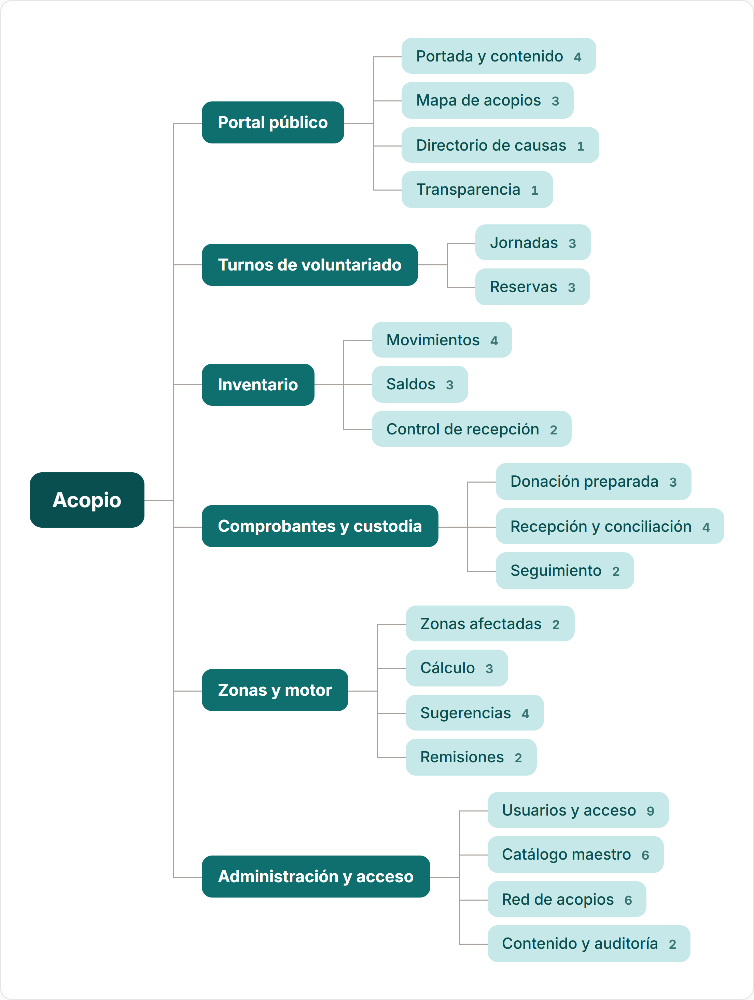 Acopio
Portal público
Portada y contenido 4
Mapa de acopios 3
Directorio de causas 1
Transparencia 1
Turnos de voluntariado
Jornadas 3
Reservas 3
Inventario
Movimientos 4
Saldos 3
Control de recepción 2
Comprobantes y custodia
Donación preparada 3
Recepción y conciliación 4
Seguimiento 2
Zonas y motor
Zonas afectadas 2
Cálculo 3
Sugerencias 4
Remisiones 2
Administración y acceso
Usuarios y acceso 9
Catálogo maestro 6
Red de acopios 6
Contenido y auditoría 2